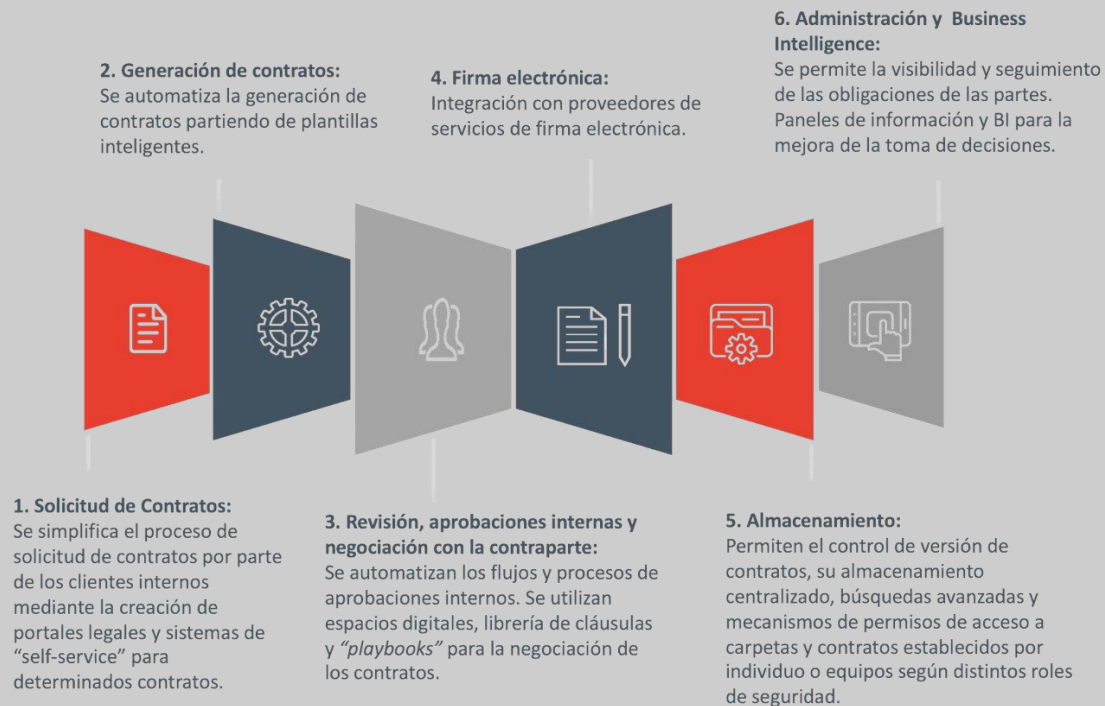 1. Solicitud de Contratos:
Se simplifica el proceso de
solicitud de contratos por parte
de los clientes internos
mediante la creación de
portales legales y sistemas de
“self-service” para
determinados contratos.
2. Generación de contratos:
Se automatiza la generación de
contratos partiendo de plantillas
inteligentes.
3. Revisión, aprobaciones internas y
negociación con la contraparte:
Se automatizan los flujos y procesos de
aprobaciones internos. Se utilizan
espacios digitales, librería de cláusulas
y “playbooks” para la negociación de
los contratos.
4. Firma electrónica:
Integración con proveedores de
servicios de firma electrónica.
5. Almacenamiento:
Permiten el control de versión de
contratos, su almacenamiento
centralizado, búsquedas avanzadas y
mecanismos de permisos de acceso a
carpetas y contratos establecidos por
individuo o equipos según distintos roles
de seguridad.
6. Administración y Business
Intelligence:
Se permite la visibilidad y seguimiento
de las obligaciones de las partes.
Paneles de información y BI para la
mejora de la toma de decisiones.